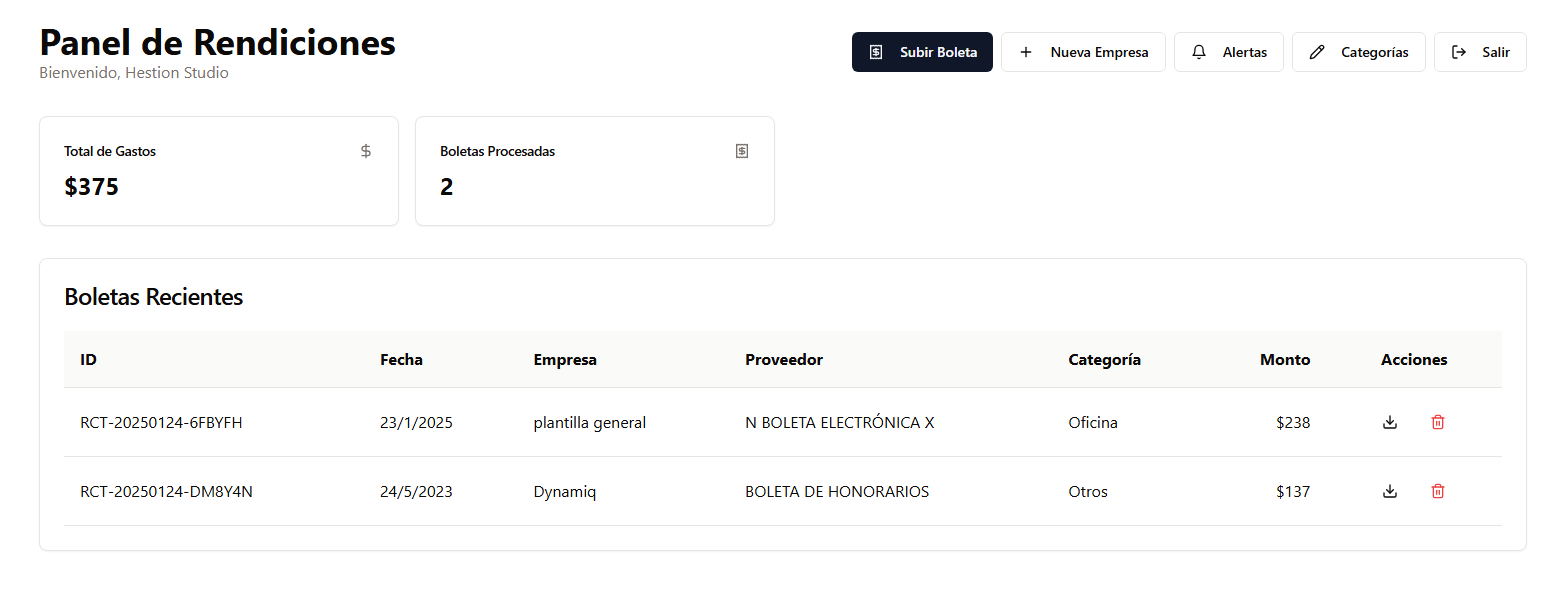 Panel de Rendiciones
Bienvenido, Hestion Studio
Subir Boleta
Nueva Empresa
Alertas
Categorías
Salir
Total de Gastos
$375
Boletas Procesadas
2
Boletas Recientes
ID Fecha Empresa Proveedor Categoría Monto Acciones
RCT-20250124-6FBYFH 23/1/2025 plantilla general N BOLETA ELECTRÓNICA X Oficina $238
RCT-20250124-DM8Y4N 24/5/2023 Dynamiq BOLETA DE HONORARIOS Otros $137